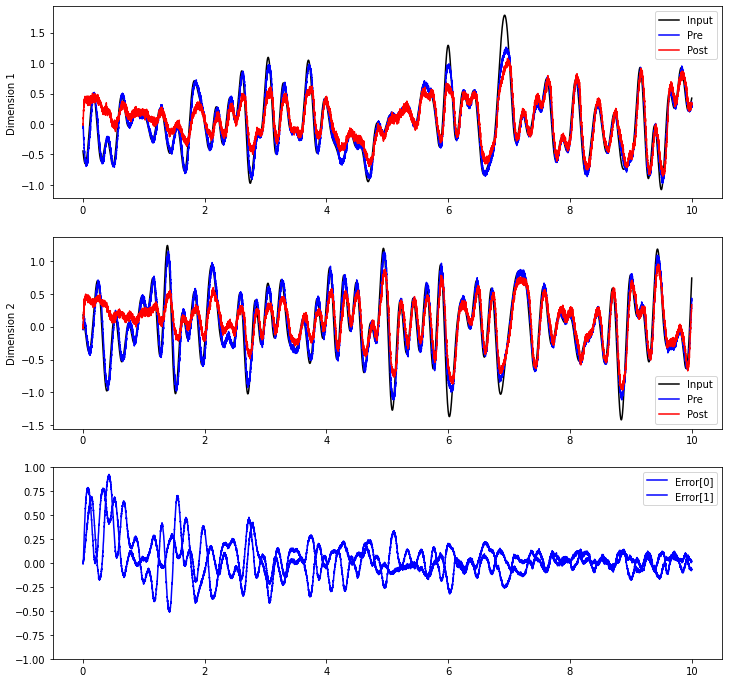 Dimension 1
1.5
1.0
0.5
0.0
−0.5
−1.0
Input
Pre
Post
0 2 4 6 8 10
Dimension 2
1.0
0.5
0.0
−0.5
−1.0
−1.5
Input
Pre
Post
0 2 4 6 8 10
1.00
0.75
0.50
0.25
0.00
−0.25
−0.50
−0.75
−1.00
Error[0]
Error[1]
0 2 4 6 8 10